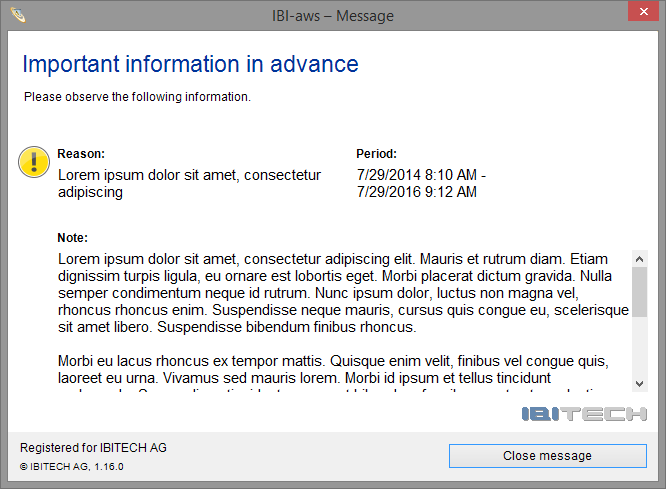 IBI-aws – Message
Important information in advance
Please observe the following information.
Reason:
Period:
Lorem ipsum dolor sit amet, consectetur
adipiscing
7/29/2014 8:10 AM -
7/29/2016 9:12 AM
Note:
Lorem ipsum dolor sit amet, consectetur adipiscing elit. Mauris et rutrum diam. Etiam
dignissim turpis ligula, eu ornare est lobortis eget. Morbi placerat dictum gravida. Nulla
semper condimentum neque id rutrum. Nunc ipsum dolor, luctus non magna vel,
rhoncus rhoncus enim. Suspendisse neque mauris, cursus quis congue eu, scelerisque
sit amet libero. Suspendisse bibendum finibus rhoncus.
Morbi eu lacus rhoncus ex tempor mattis. Quisque enim velit, finibus vel congue quis,
laoreet eu urna. Vivamus sed mauris lorem. Morbi id ipsum et tellus tincidunt
IBITECH
Registered for IBITECH AG
© IBITECH AG, 1.16.0
Close message